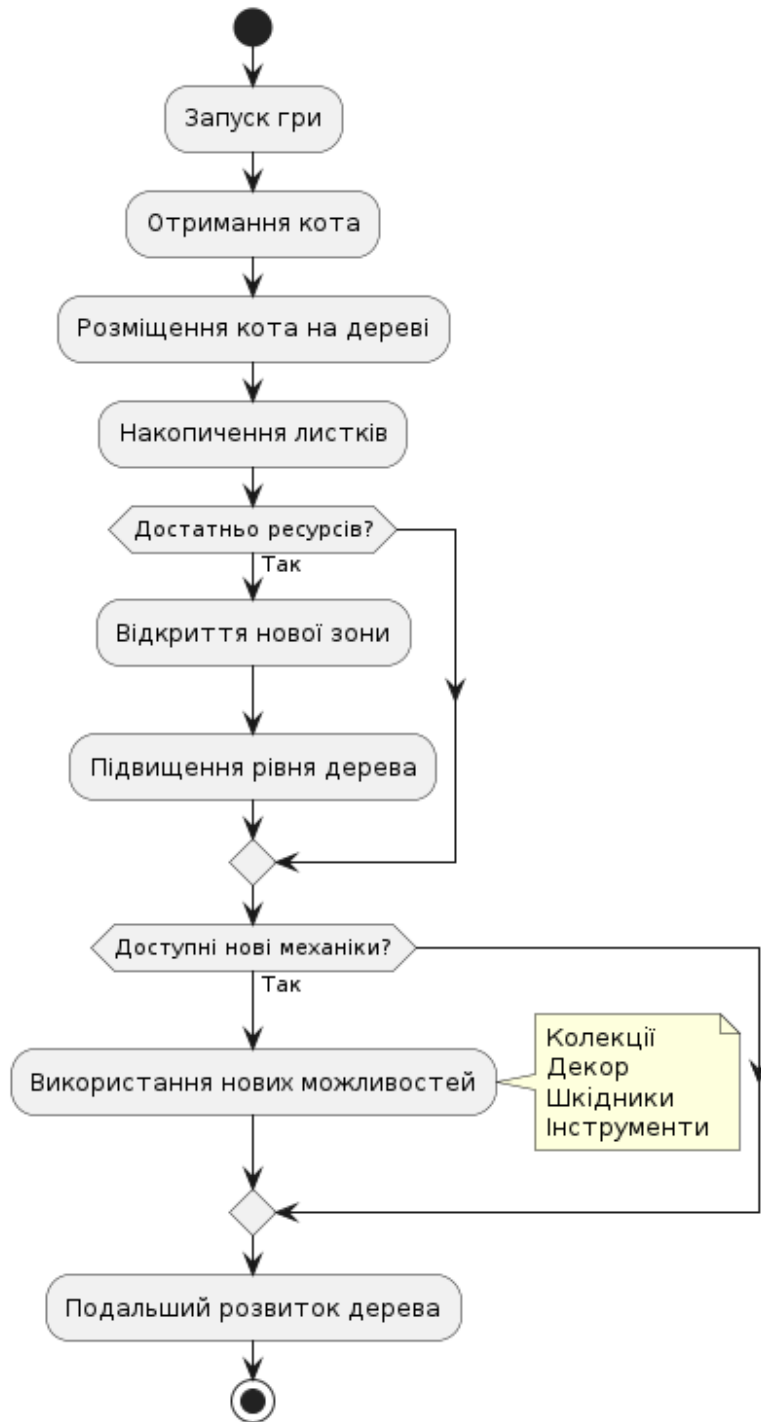 Запуск гри
Отримання кота
Розміщення кота на дереві
Накопичення листків
Достатньо ресурсів?
Так
Відкриття нової зони
Підвищення рівня дерева
Доступні нові механіки?
Так
Використання нових можливостей
Колекції
Декор
Шкідники
Інструменти
Подальший розвиток дерева